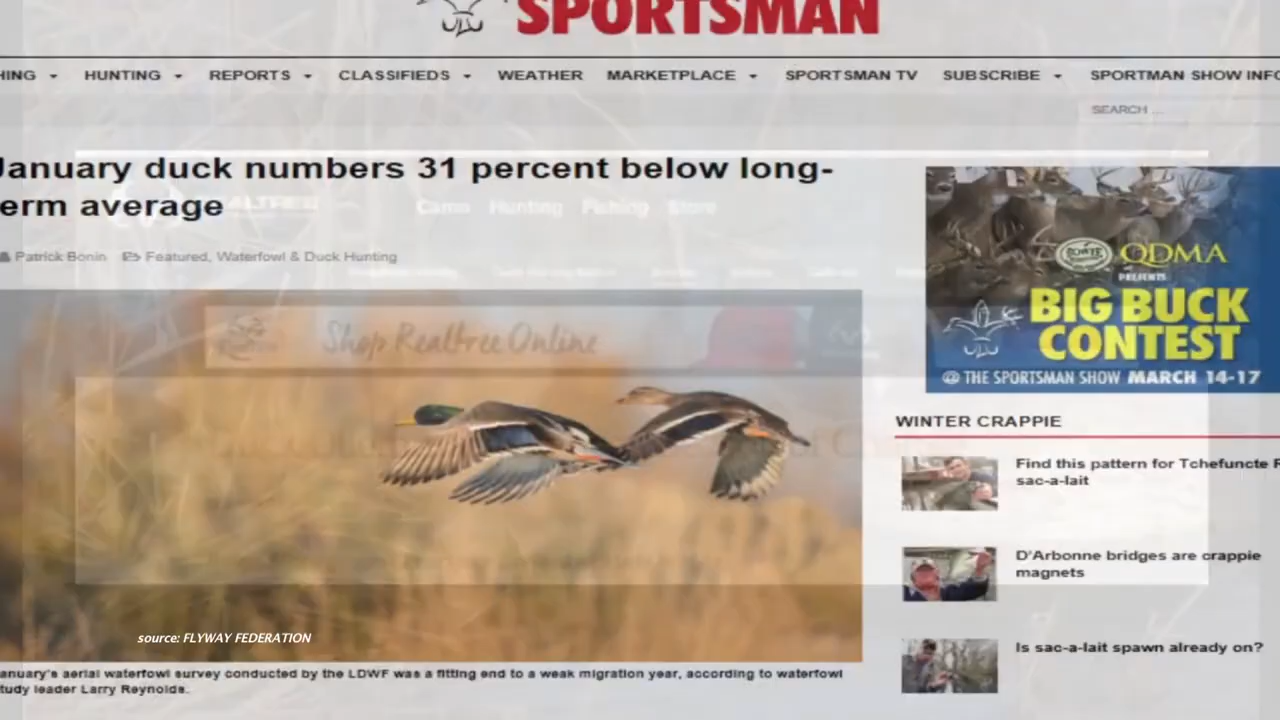 SPORTSMAN
HING HUNTING REPORTS CLASSIFIEDS WEATHER MARKETPLACE SPORTSMAN TV SUBSCRIBE SPORTMAN SHOW INFO
SEARCH ...
January duck numbers 31 percent below long-
erm average
Camo Hunting Fishing Store
Patrick Bonin Featured, Waterfowl & Duck Hunting
Shop Realtree Online
QDMA
PRESENTS
BIG BUCK
CONTEST
@ THE SPORTSMAN SHOW MARCH 14-17
WINTER CRAPPIE
Find this pattern for Tchefuncte R
sac-a-lait
D'Arbonne bridges are crappie
magnets
Is sac-a-lait spawn already on?
source: FLYWAY FEDERATION
anuary's aerial waterfowl survey conducted by the LDWF was a fitting end to a weak migration year, according to waterfowl
tudy leader Larry Reynolds.